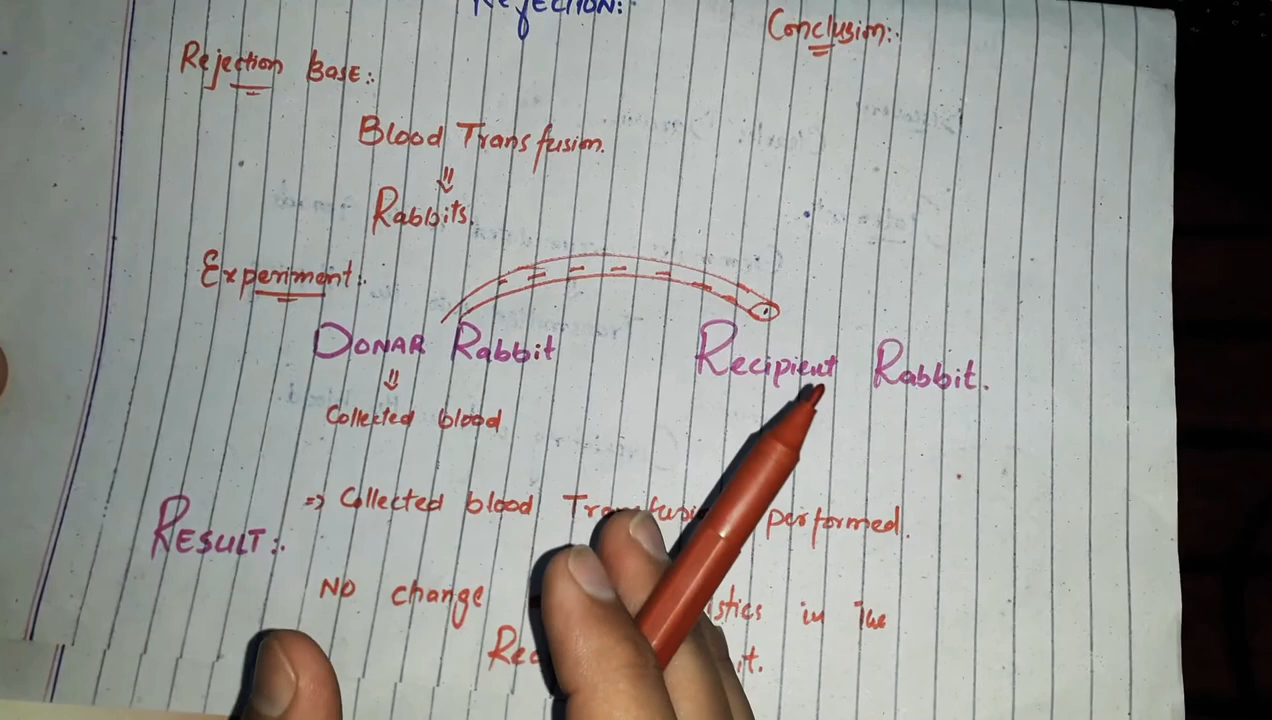 REJECTION:
Conclusion:
Rejection BASE:
Blood Transfusion.
Rabbits.
Experiment:
DONAR Rabbit
Recipient Rabbit.
Collected blood
=> Collected blood performed.
RESULT:
NO change in the